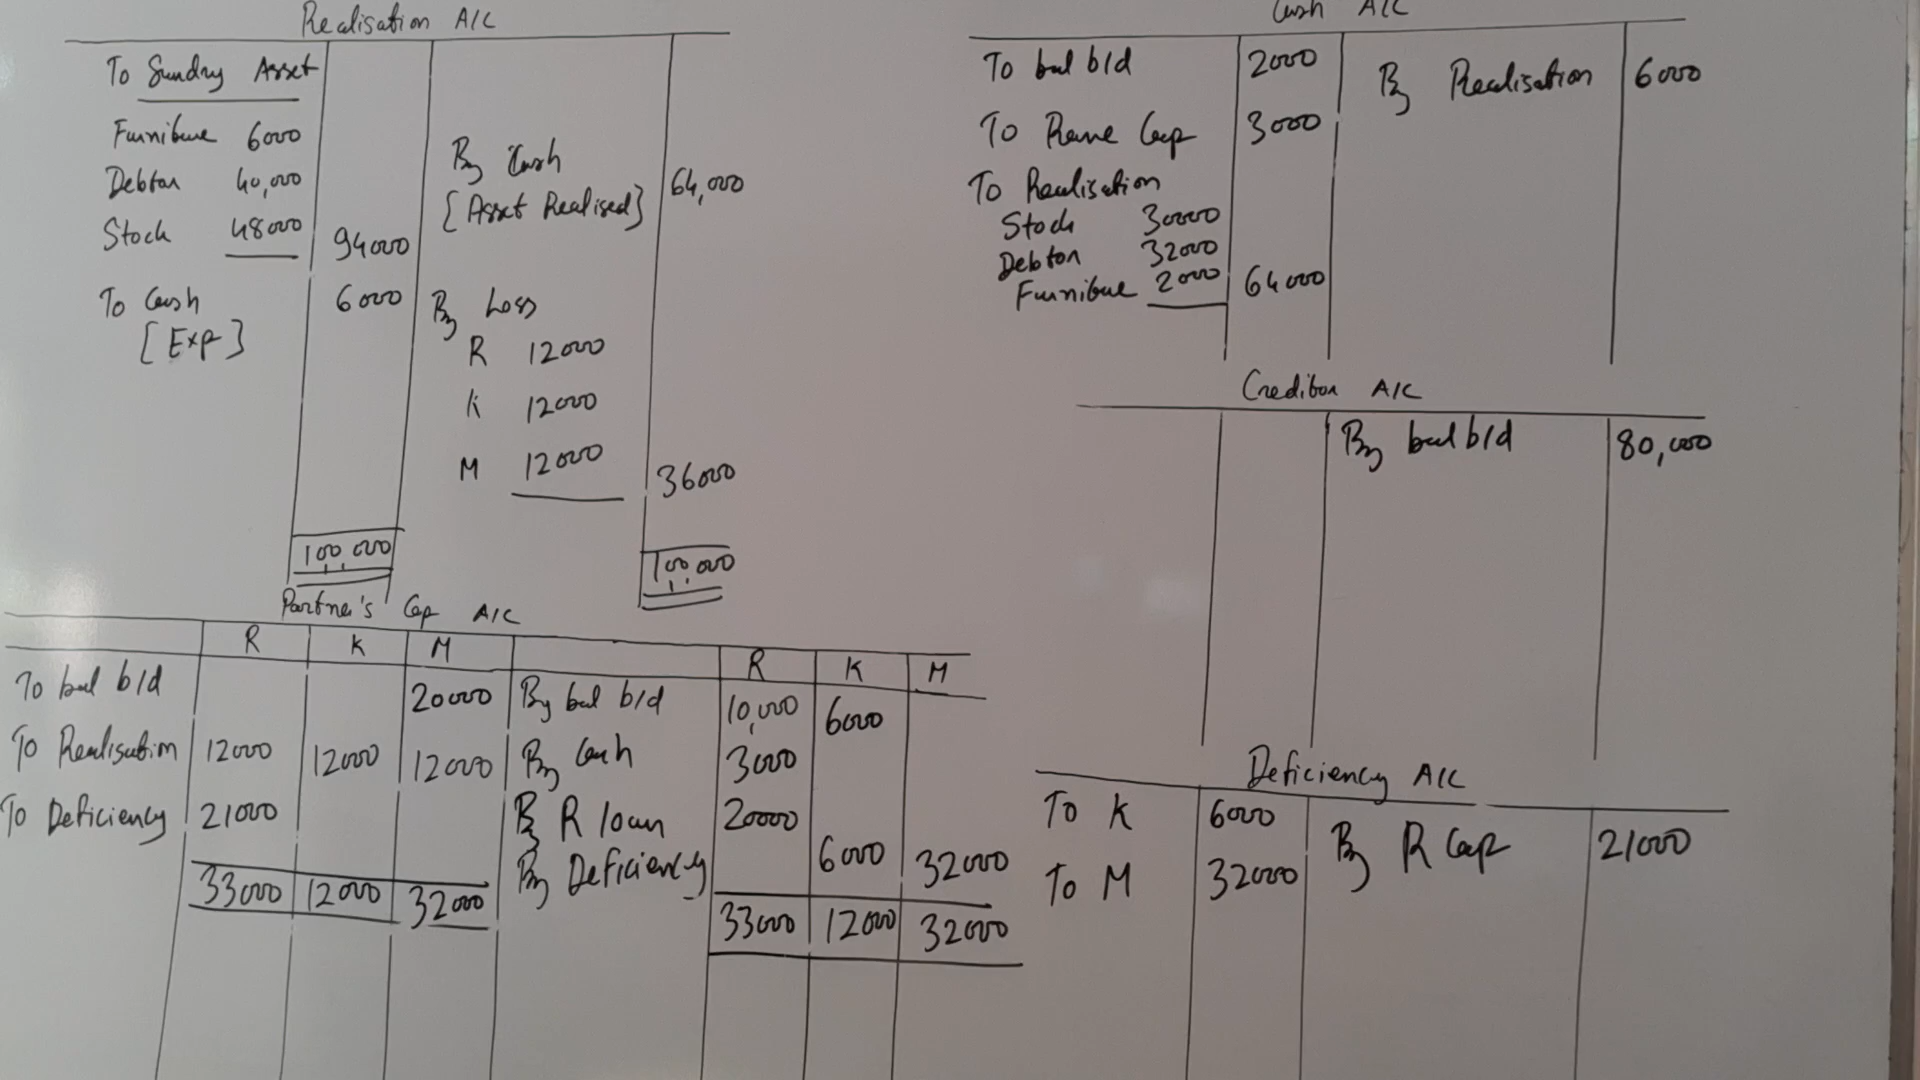 Realisation A/C
To Sundry Asset
Furniture 6000
Debtors 40,000
Stock 48000 94000
To Cash 6000
[Exp]
100,000
By Cash
[Asset Realised] 64,000
By Loss
R 12000
K 12000
M 12000 36000
100,000
Cash A/C
To bal b/d 2000 By Realisation 6000
To Rame Cap 3000
To Realisation
Stock 30000
Debtor 32000
Furniture 2000 64000
Creditor A/C
By bal b/d 80,000
Partner's Cap A/C
R K M R K M
To bal b/d 20000 By bal b/d 10,000 6000
To Realisation 12000 12000 12000 By Cash 3000
To Deficiency 21000 By R loan 20000
By Deficiency 6000 32000
33000 12000 32000 33000 12000 32000
Deficiency A/C
To K 6000 By R Cap 21000
To M 32000